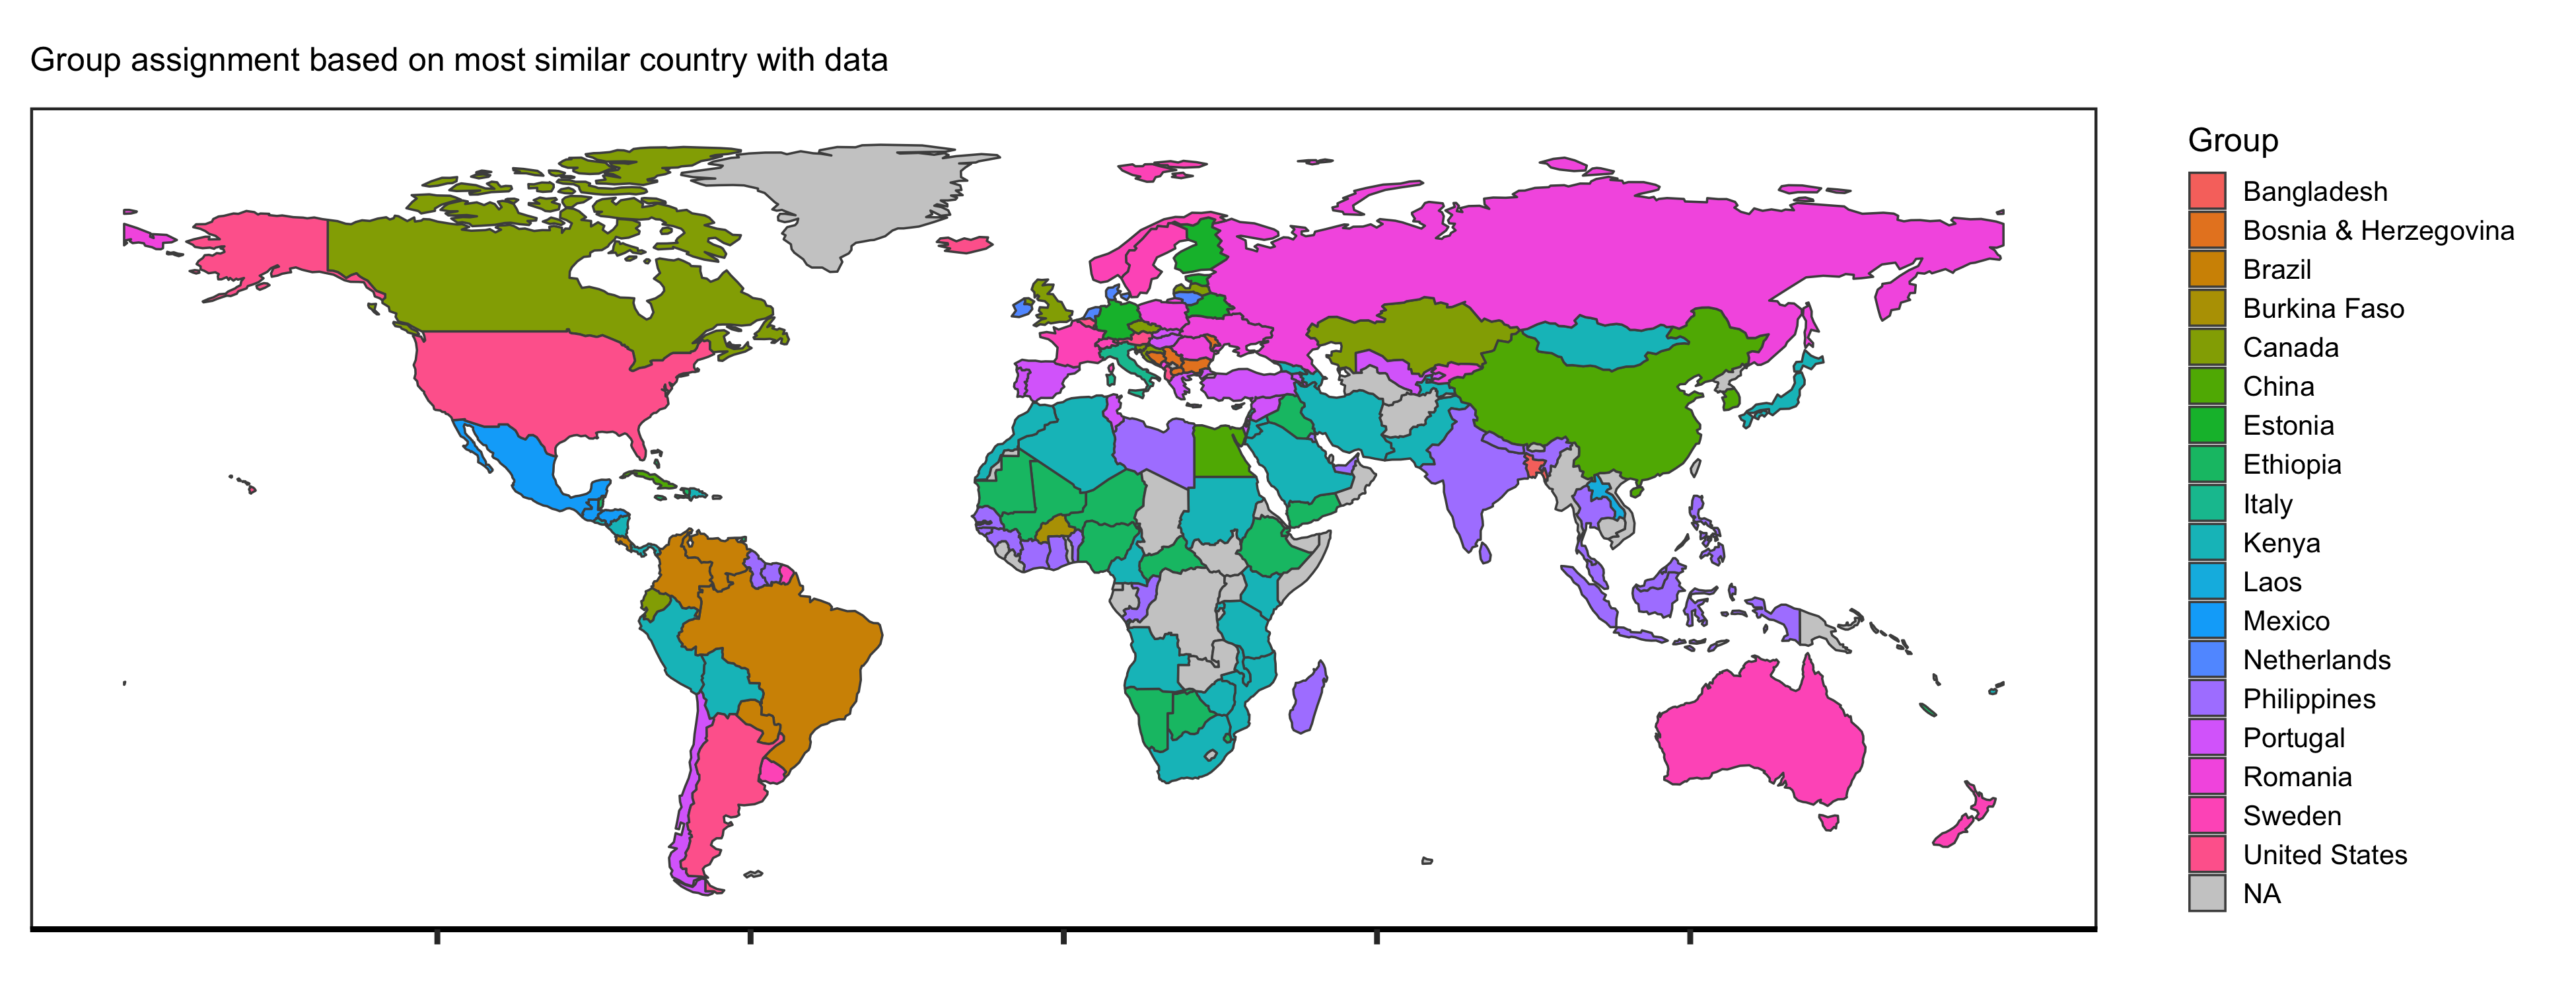 Group assignment based on most similar country with data
Group
Bangladesh
Bosnia & Herzegovina
Brazil
Burkina Faso
Canada
China
Estonia
Ethiopia
Italy
Kenya
Laos
Mexico
Netherlands
Philippines
Portugal
Romania
Sweden
United States
NA